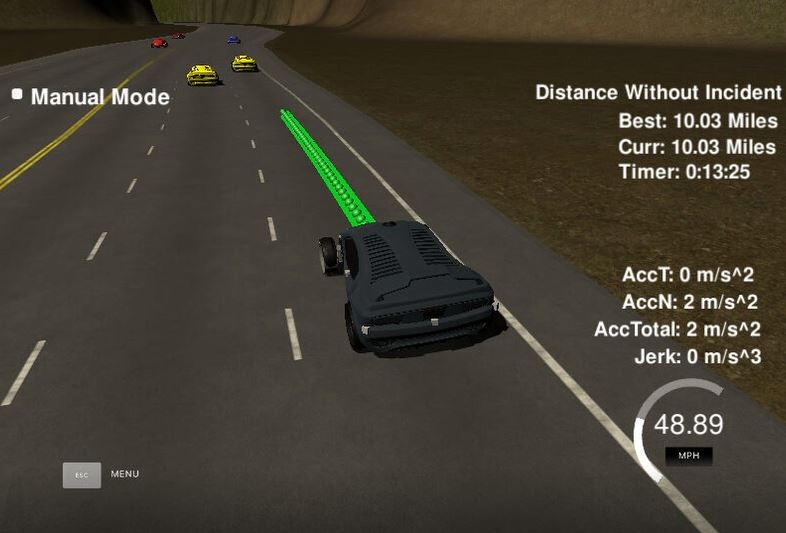 Manual Mode
Distance Without Incident
Best: 10.03 Miles
Curr: 10.03 Miles
Timer: 0:13:25
AccT: 0 m/s^2
AccN: 2 m/s^2
AccTotal: 2 m/s^2
Jerk: 0 m/s^3
48.89
MPH
ESC MENU